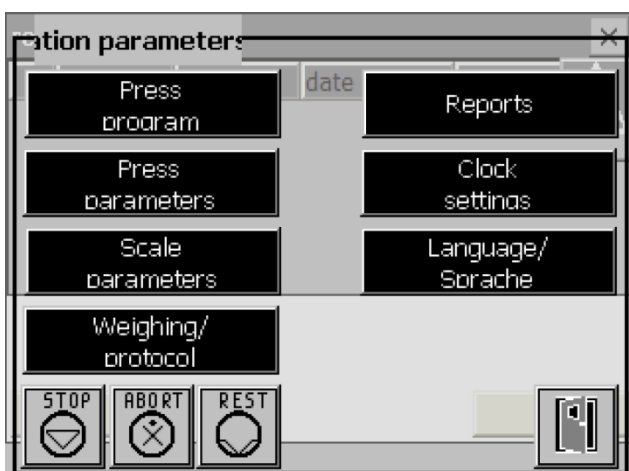 ation parameters
date
Press
program
Reports
Press
parameters
Clock
settings
Scale
parameters
Language/
Sprache
Weighing/
protocol
STOP
ABORT
REST